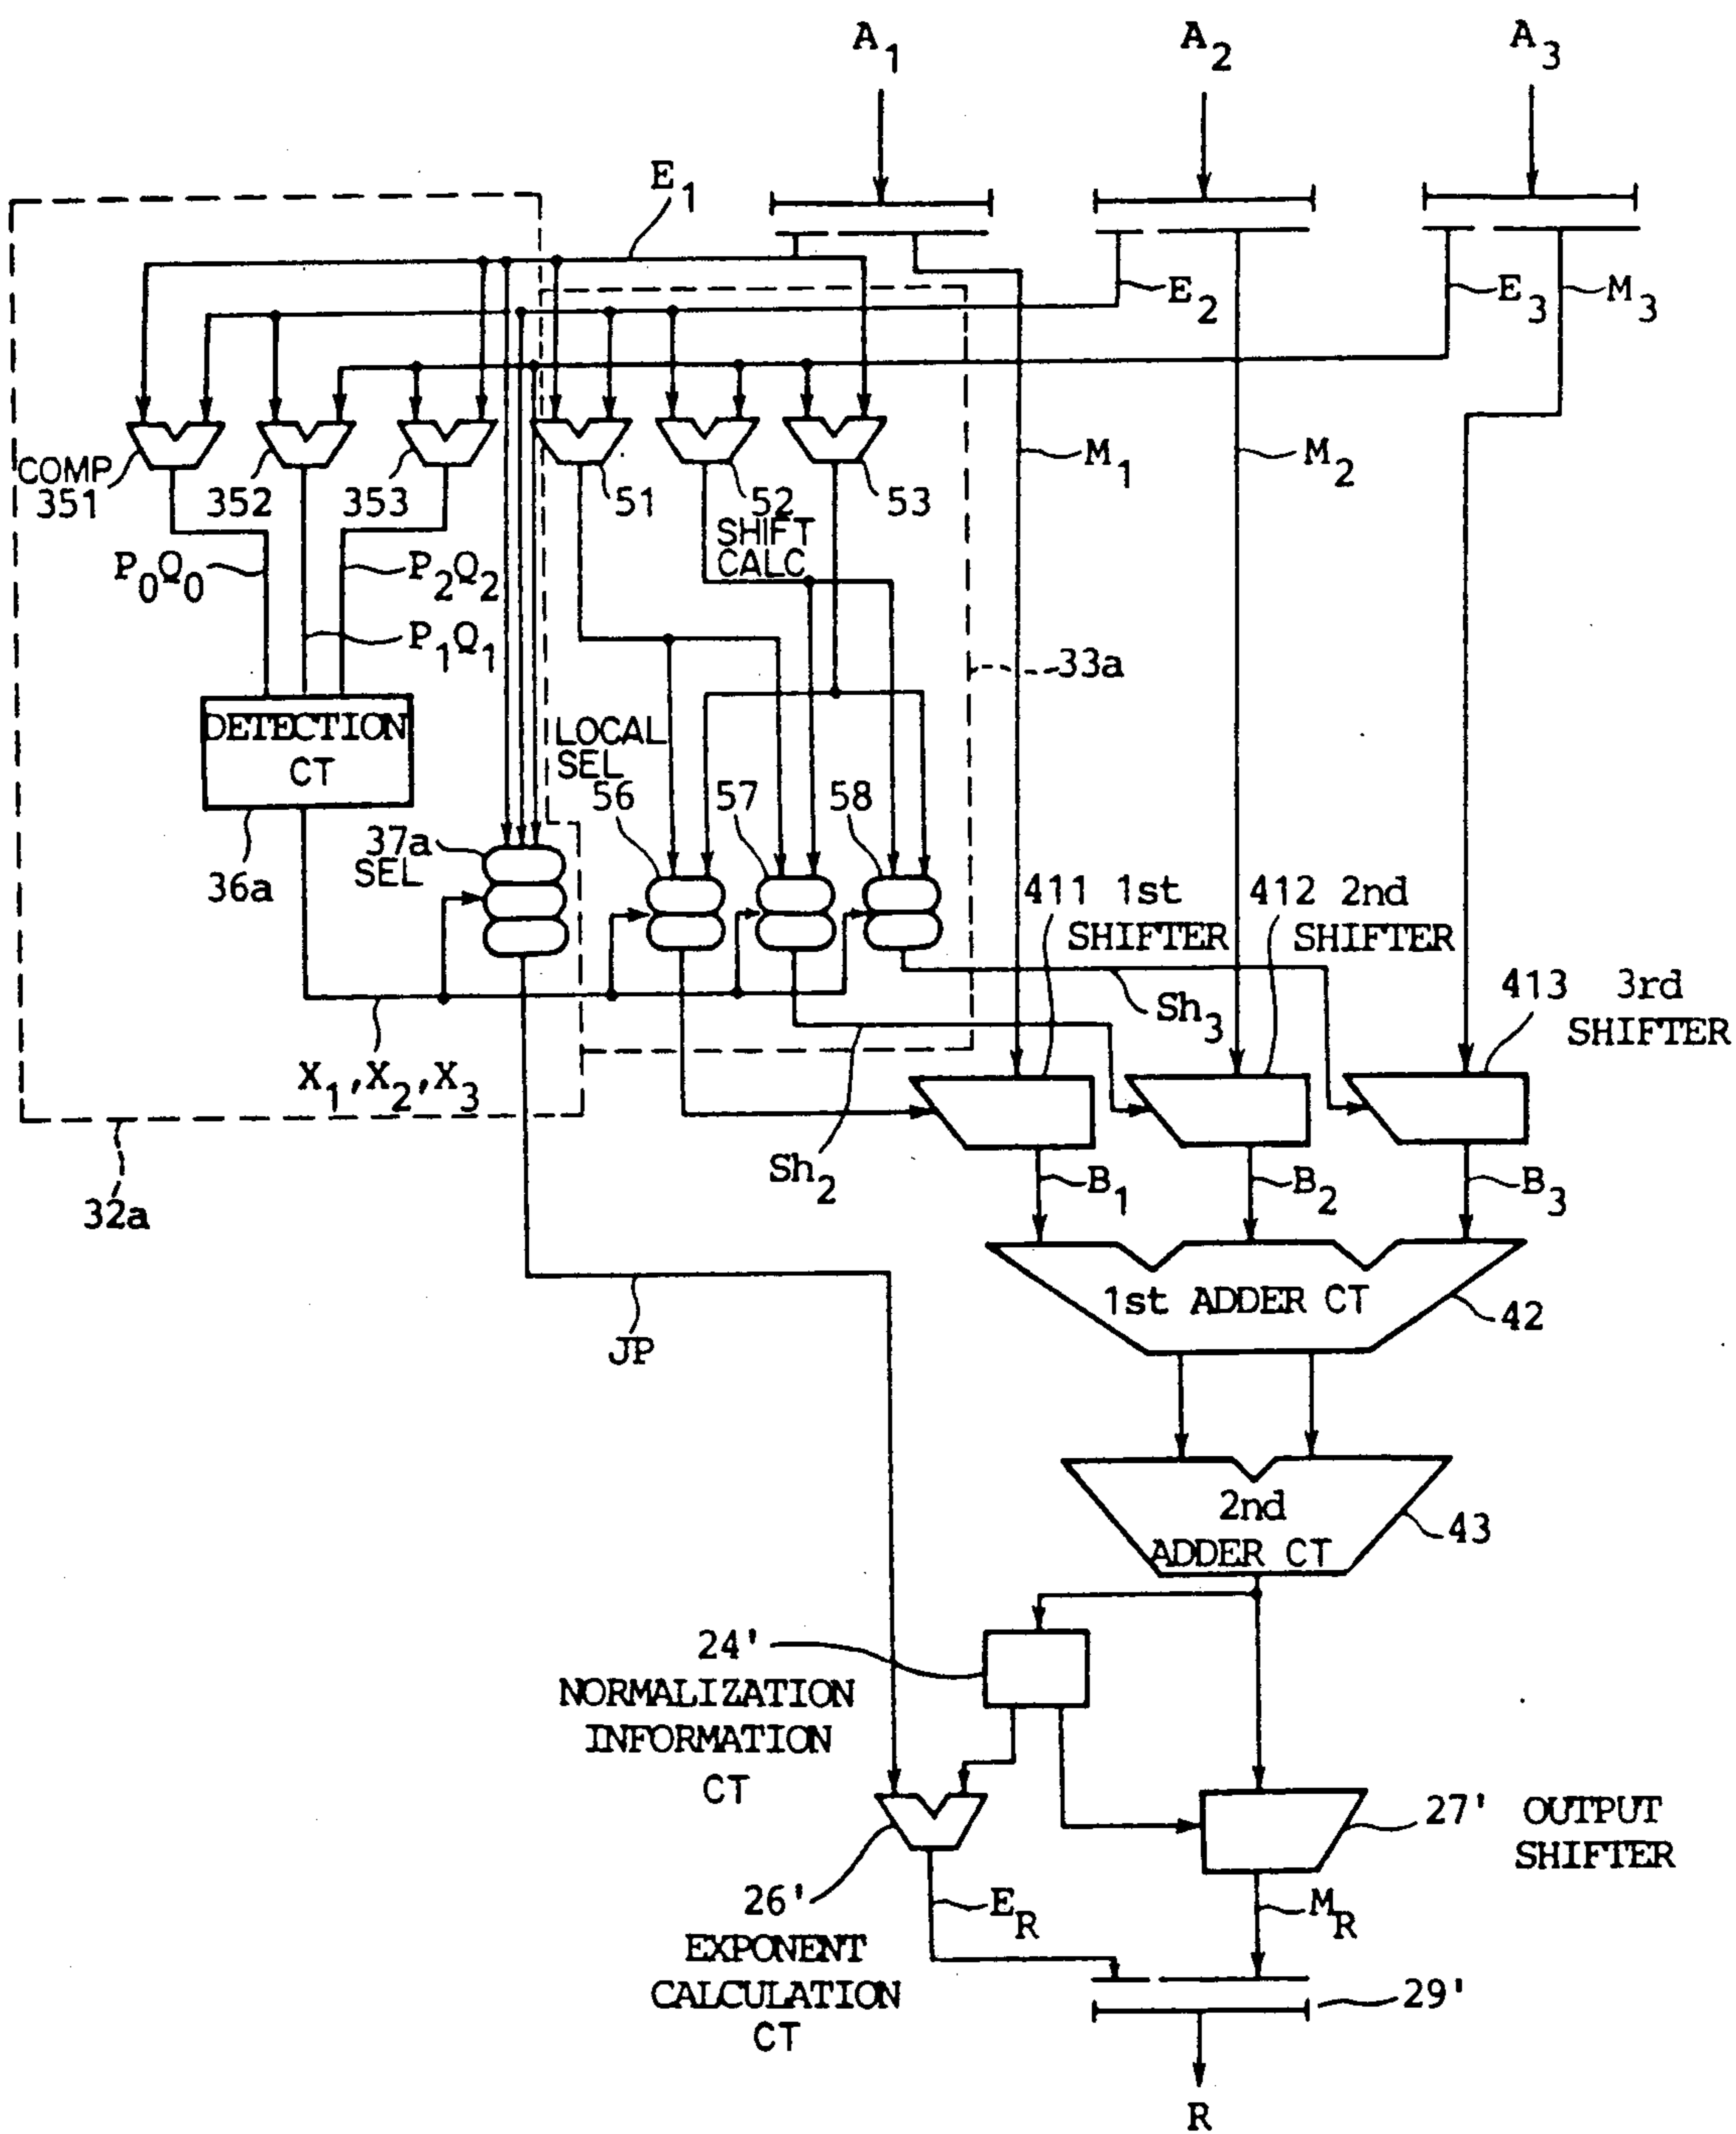 A1
A2
A3
E1
E2
E3
M3
M1
M2
COMP
351
352
353
51
52
53
SHIFT
CALC
P0Q0
P2Q2
P1Q1
33a
DETECTION
CT
LOCAL
SEL
56
57
58
37a
SEL
36a
411 1st
SHIFTER
412 2nd
SHIFTER
413 3rd
SHIFTER
Sh3
X1,X2,X3
Sh2
32a
B1
B2
B3
1st ADDER CT
42
JP
2nd
ADDER CT
43
24'
NORMALIZATION
INFORMATION
CT
27' OUTPUT
SHIFTER
26'
EXPONENT
CALCULATION
CT
ER
MR
29'
R